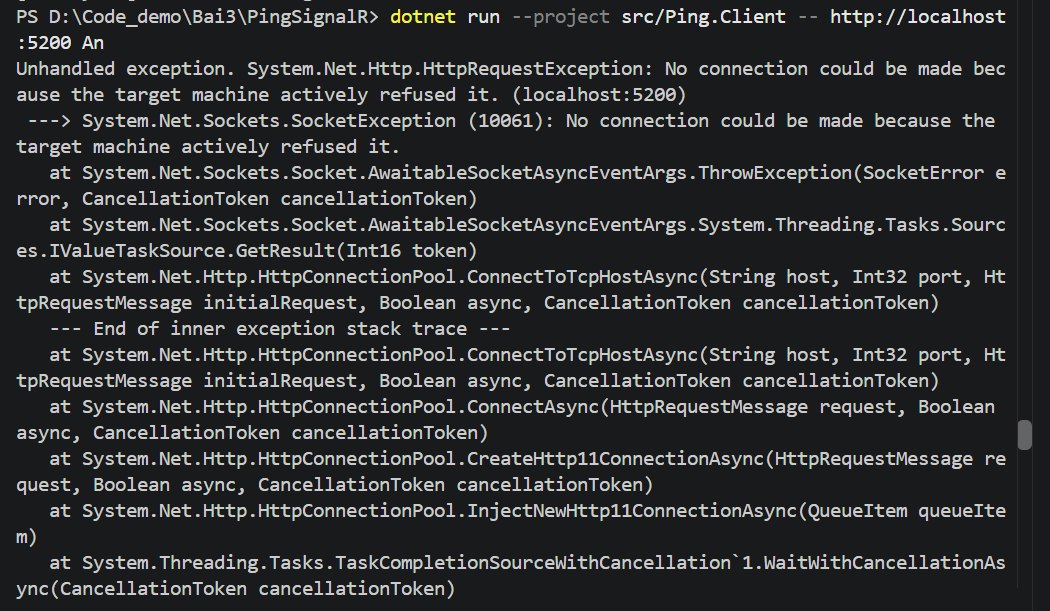 PS D:\Code_demo\Bai3\PingSignalR> dotnet run --project src/Ping.Client -- http://localhost
:5200 An
Unhandled exception. System.Net.Http.HttpRequestException: No connection could be made bec
ause the target machine actively refused it. (localhost:5200)
 ---> System.Net.Sockets.SocketException (10061): No connection could be made because the
target machine actively refused it.
   at System.Net.Sockets.Socket.AwaitableSocketAsyncEventArgs.ThrowException(SocketError e
rror, CancellationToken cancellationToken)
   at System.Net.Sockets.Socket.AwaitableSocketAsyncEventArgs.System.Threading.Tasks.Sourc
es.IValueTaskSource.GetResult(Int16 token)
   at System.Net.Http.HttpConnectionPool.ConnectToTcpHostAsync(String host, Int32 port, Ht
tpRequestMessage initialRequest, Boolean async, CancellationToken cancellationToken)
   --- End of inner exception stack trace ---
   at System.Net.Http.HttpConnectionPool.ConnectToTcpHostAsync(String host, Int32 port, Ht
tpRequestMessage initialRequest, Boolean async, CancellationToken cancellationToken)
   at System.Net.Http.HttpConnectionPool.ConnectAsync(HttpRequestMessage request, Boolean
async, CancellationToken cancellationToken)
   at System.Net.Http.HttpConnectionPool.CreateHttp11ConnectionAsync(HttpRequestMessage re
quest, Boolean async, CancellationToken cancellationToken)
   at System.Net.Http.HttpConnectionPool.InjectNewHttp11ConnectionAsync(QueueItem queueIte
m)
   at System.Threading.Tasks.TaskCompletionSourceWithCancellation`1.WaitWithCancellationAs
ync(CancellationToken cancellationToken)